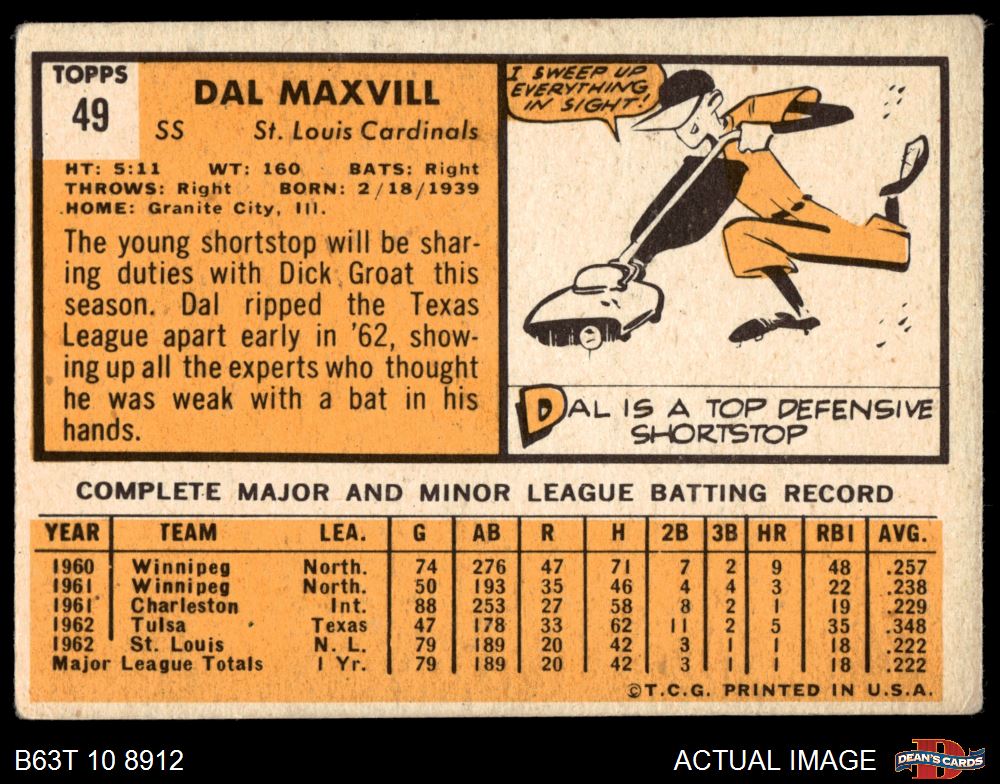 TOPPS
49
DAL MAXVILL
SS St. Louis Cardinals
HT: 5:11 WT: 160 BATS: Right
THROWS: Right BORN: 2/18/1939
HOME: Granite City, Ill.
The young shortstop will be shar-
ing duties with Dick Groat this
season. Dal ripped the Texas
League apart early in '62, show-
ing up all the experts who thought
he was weak with a bat in his
hands.
I SWEEP UP
EVERYTHING
IN SIGHT!
DAL IS A TOP DEFENSIVE
SHORTSTOP
COMPLETE MAJOR AND MINOR LEAGUE BATTING RECORD
YEAR TEAM LEA. G AB R H 2B 3B HR RBI AVG.
1960 Winnipeg North. 74 276 47 71 7 2 9 48 .257
1961 Winnipeg North. 50 193 35 46 4 4 3 22 .238
1961 Charleston Int. 88 253 27 58 8 2 1 19 .229
1962 Tulsa Texas 47 178 33 62 11 2 5 35 .348
1962 St. Louis N. L. 79 189 20 42 3 1 1 18 .222
Major League Totals 1 Yr. 79 189 20 42 3 1 1 18 .222
©T.C.G. PRINTED IN U.S.A.
B63T 10 8912 ACTUAL IMAGE DEAN'S CARDS